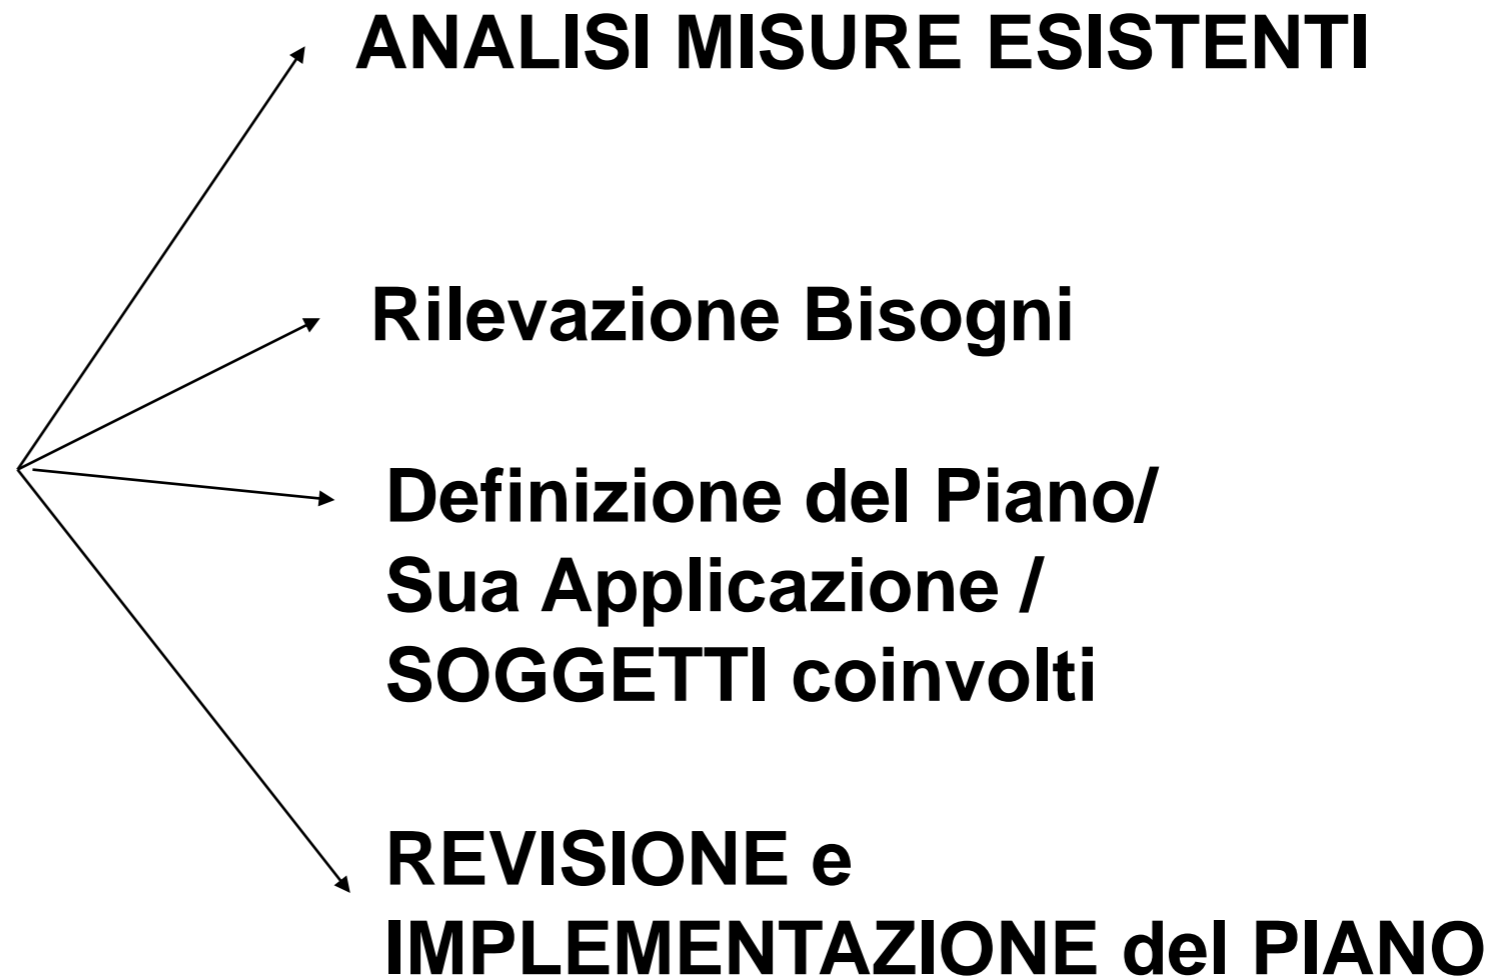 ANALISI MISURE ESISTENTI
Rilevazione Bisogni
Definizione del Piano/
Sua Applicazione /
SOGGETTI coinvolti
REVISIONE e
IMPLEMENTAZIONE del PIANO